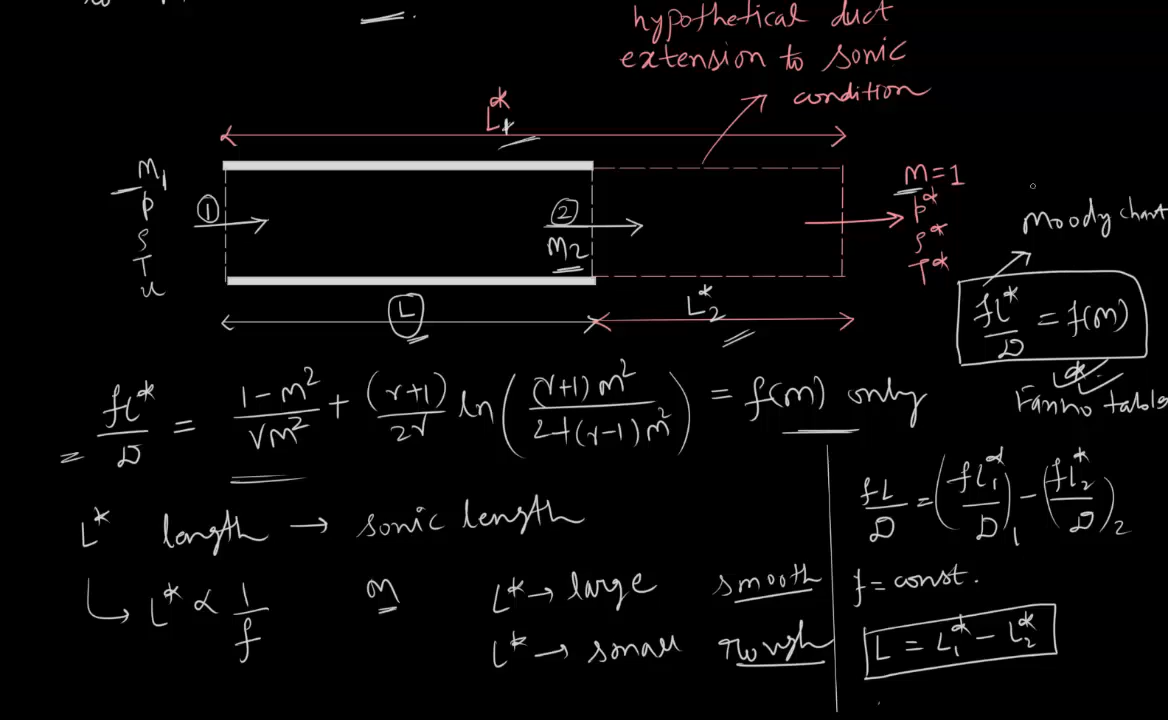 hypothetical duct
extension to sonic
condition
L₁*
M₁
p
ρ
T
u
①
②
M₂
M = 1
p*
ρ*
T*
Moody chart
fL*/D = f(M)
Fanno table
L
L₂*
fL*/D = (1-M²)/(γM²) + (γ+1)/(2γ) ln((γ+1)M²/(2+(γ-1)M²)) = f(M) only
L* length → sonic length
L* ∝ 1/f
M
L* → large smooth
L* → small rough
fL/D = (fL₁*/D)₁ - (fL₂*/D)₂
f = const.
L = L₁* - L₂*